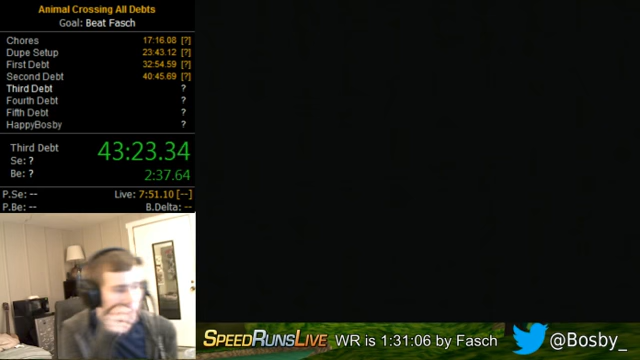 Animal Crossing All Debts
Goal: Beat Fasch
Chores 17:16.08 [?]
Dupe Setup 23:43.12 [?]
First Debt 32:54.59 [?]
Second Debt 40:45.69 [?]
Third Debt ?
Fourth Debt ?
Fifth Debt ?
HappyBosby ?
Third Debt 43:23.34
Se: ?
Be: ? 2:37.64
P.Se: -- Live: 7:51.10 [--]
P.Be: -- B.Delta: --
SPEEDRUNSLIVE WR is 1:31:06 by Fasch @Bosby_